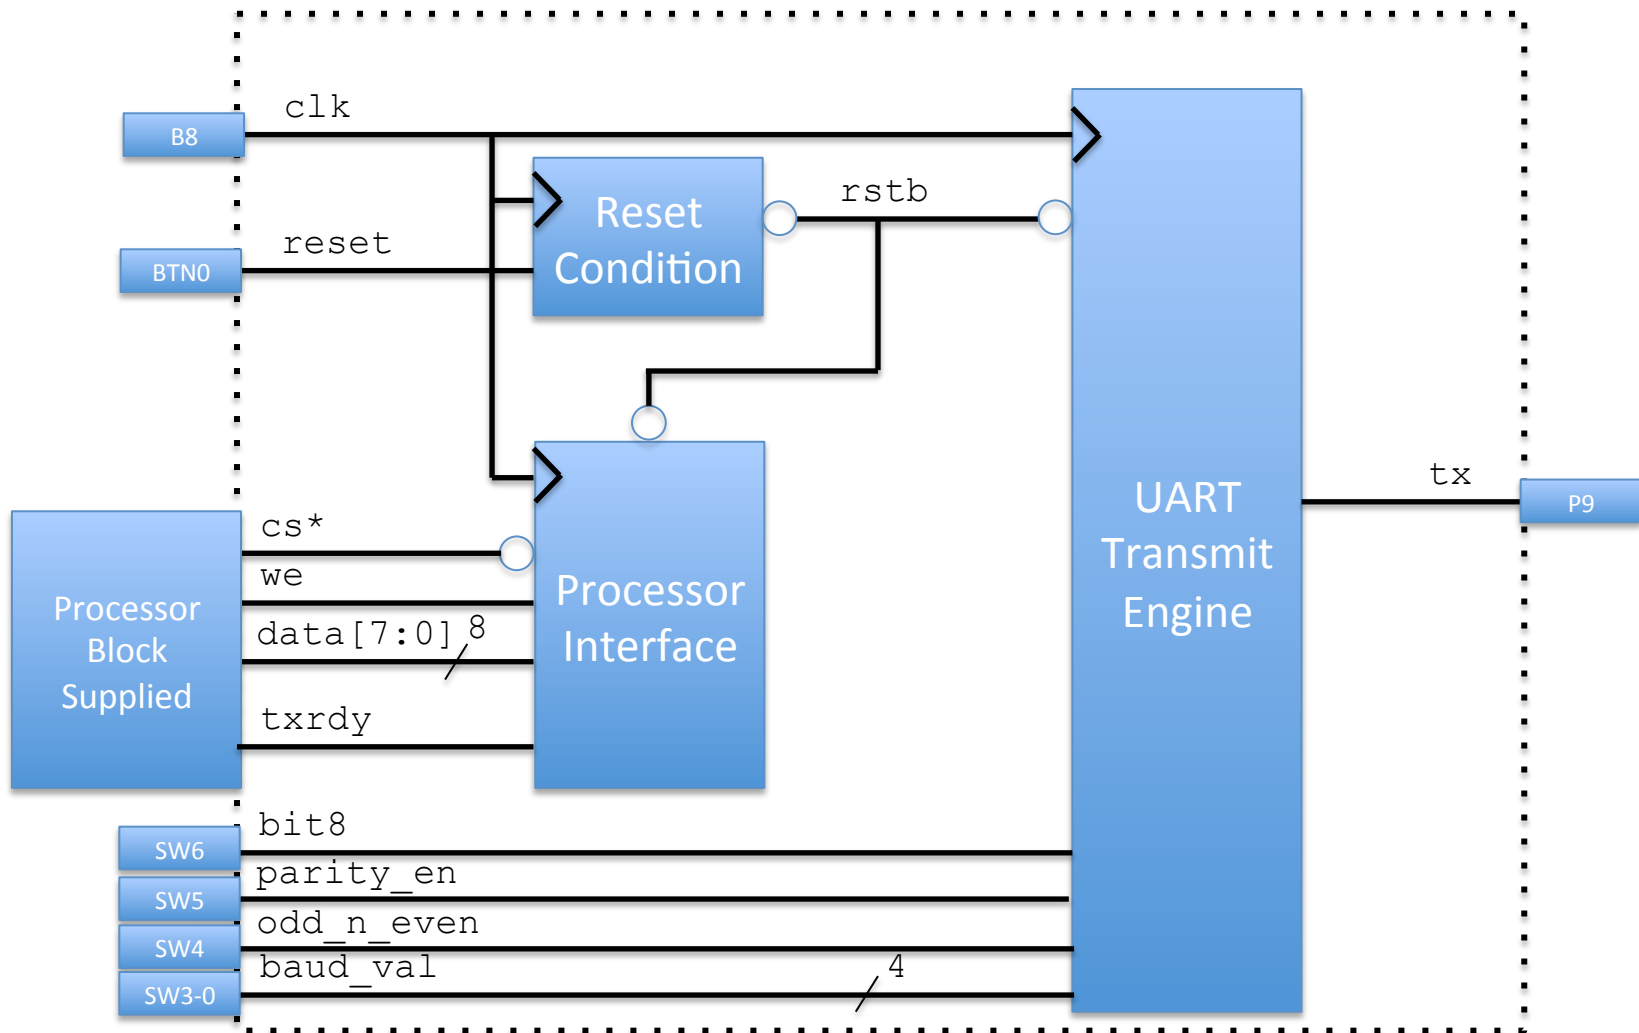 clk
B8
rstb
Reset
Condition
reset
BTN0
tx
P9
UART
Transmit
Engine
cs*
we
data[7:0] 8
txrdy
Processor
Block
Supplied
Processor
Interface
bit8
SW6
parity_en
SW5
odd_n_even
SW4
baud_val
4
SW3-0